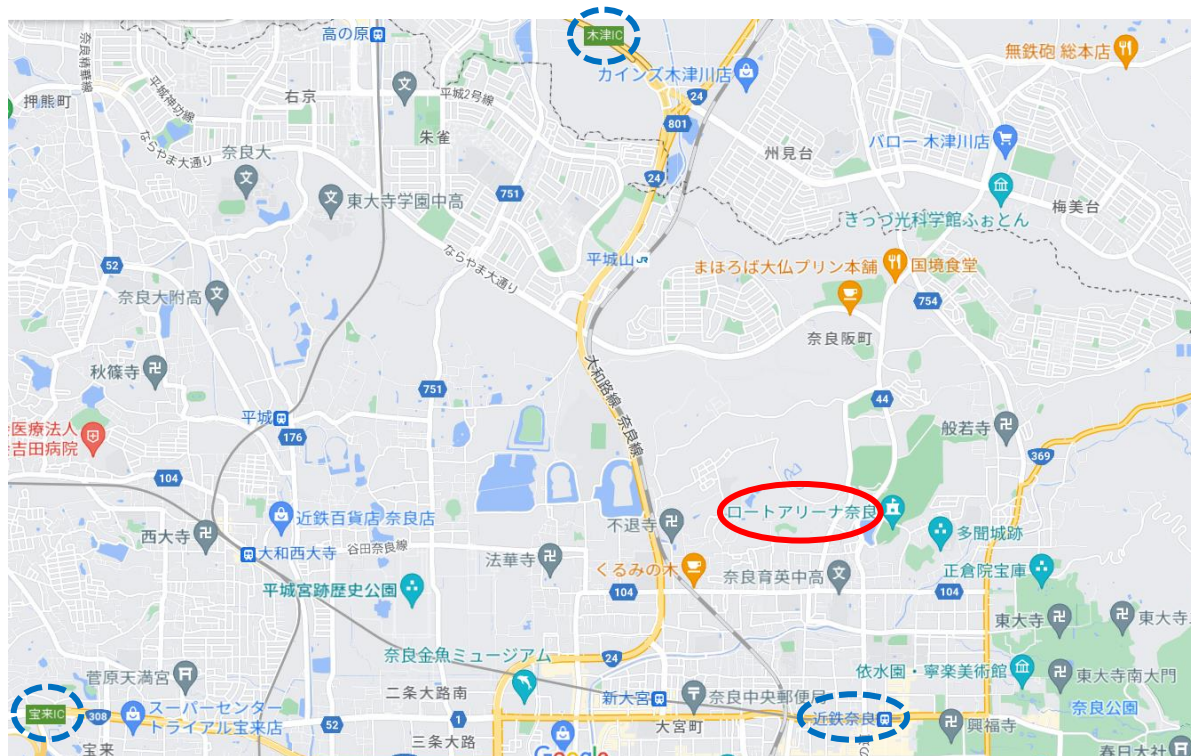 高の原
木津IC
奈良精華線
無鉄砲 総本店
カインズ木津川店
平城2号線
24
押熊町
平城神功線
右京
朱雀
801
ならやま大通り
奈良大
州見台
バロー 木津川店
24
東大寺学園中高
751
梅美台
きっづ光科学館ふぉとん
ならやま大通り
52
平城山
JR
まほろば大仏プリン本舗
国境食堂
奈良大附高
754
奈良阪町
大和路線・奈良線
秋篠寺
751
44
平城
176
医療法人
吉田病院
般若寺
369
104
近鉄百貨店 奈良店
ロートアリーナ奈良
西大寺
不退寺
多聞城跡
大和西大寺
谷田奈良線
法華寺
くるみの木
奈良育英中高
正倉院宝庫
平城宮跡歴史公園
104
104
東大寺
東大寺
奈良金魚ミュージアム
24
依水園・寧楽美術館
東大寺南大門
菅原天満宮
二条大路南
新大宮
奈良中央郵便局
宝来IC
308
スーパーセンター
トライアル宝来店
1
大宮町
近鉄奈良
興福寺
奈良公園
宝来
三条大路
Google
の
春日大社